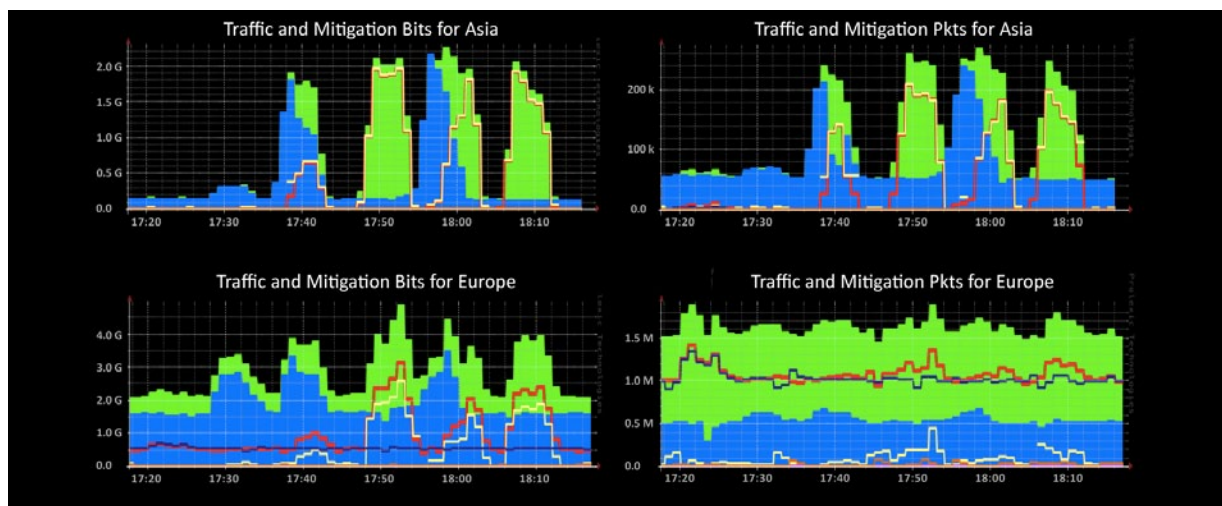 Traffic and Mitigation Bits for Asia
2.0 G
1.5 G
1.0 G
0.5 G
0.0
17:20 17:30 17:40 17:50 18:00 18:10
Traffic and Mitigation Pkts for Asia
200 k
100 k
0.0
17:20 17:30 17:40 17:50 18:00 18:10
Traffic and Mitigation Bits for Europe
4.0 G
3.0 G
2.0 G
1.0 G
0.0
17:20 17:30 17:40 17:50 18:00 18:10
Traffic and Mitigation Pkts for Europe
1.5 M
1.0 M
0.5 M
0.0
17:20 17:30 17:40 17:50 18:00 18:10